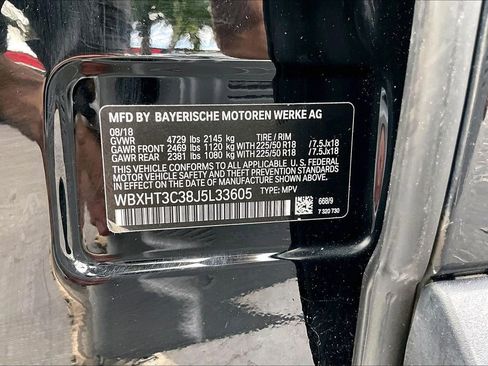 MFD BY BAYERISCHE MOTOREN WERKE AG
08/18
GVWR 4729 lbs 2145 kg TIRE / RIM
GAWR FRONT 2469 lbs 1120 kg WITH 225/50 R18 / 7.5Jx18
GAWR REAR 2381 lbs 1080 kg WITH 225/50 R18 / 7.5Jx18
THIS VEHICLE CONFORMS TO ALL APPLICABLE U.S. FEDERAL MOTOR
VEHICLE SAFETY, BUMPER, AND THEFT PREVENTION STANDARDS IN
EFFECT ON THE DATE OF MANUFACTURE SHOWN ABOVE.
WBXHT3C38J5L33605 TYPE: MPV
668/9
7 320 730